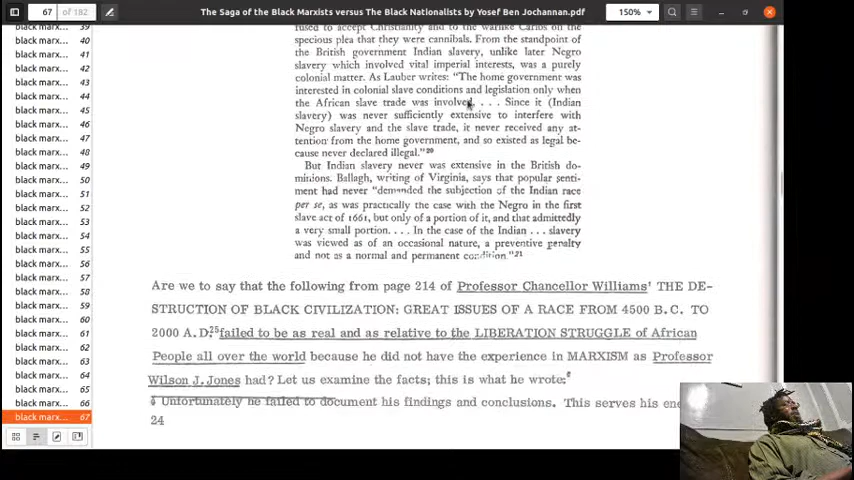 67 of 182
The Saga of the Black Marxists versus The Black Nationalists by Yosef Ben Jochannan.pdf
150%
black marx... 39
black marx... 40
black marx... 41
black marx... 42
black marx... 43
black marx... 44
black marx... 45
black marx... 46
black marx... 47
black marx... 48
black marx... 49
black marx... 50
black marx... 51
black marx... 52
black marx... 53
black marx... 54
black marx... 55
black marx... 56
black marx... 57
black marx... 58
black marx... 59
black marx... 60
black marx... 61
black marx... 62
black marx... 63
black marx... 64
black marx... 65
black marx... 66
black marx... 67
fused to accept Christianity and to the warlike Caribs on the
specious plea that they were cannibals. From the standpoint
of the British government Indian slavery, unlike later Negro
slavery which involved vital imperial interests, was a purely
colonial matter. As Lauber writes: "The home government was
interested in colonial slave conditions and legislation only when
the African slave trade was involved. . . . Since it (Indian
slavery) was never sufficiently extensive to interfere with
Negro slavery and the slave trade, it never received any at-
tention from the home government, and so existed as legal be-
cause never declared illegal."20
But Indian slavery never was extensive in the British do-
minions. Ballagh, writing of Virginia, says that popular senti-
ment had never "demanded the subjection of the Indian race
per se, as was practically the case with the Negro in the first
slave act of 1661, but only of a portion of it, and that admittedly
a very small portion. . . . In the case of the Indian . . . slavery
was viewed as of an occasional nature, a preventive penalty
and not as a normal and permanent condition."21
Are we to say that the following from page 214 of Professor Chancellor Williams' THE DE-
STRUCTION OF BLACK CIVILIZATION: GREAT ISSUES OF A RACE FROM 4500 B.C. TO
2000 A.D.25 failed to be as real and as relative to the LIBERATION STRUGGLE of African
People all over the world because he did not have the experience in MARXISM as Professor
Wilson J. Jones had? Let us examine the facts; this is what he wrote:
Unfortunately he failed to document his findings and conclusions. This serves his
24